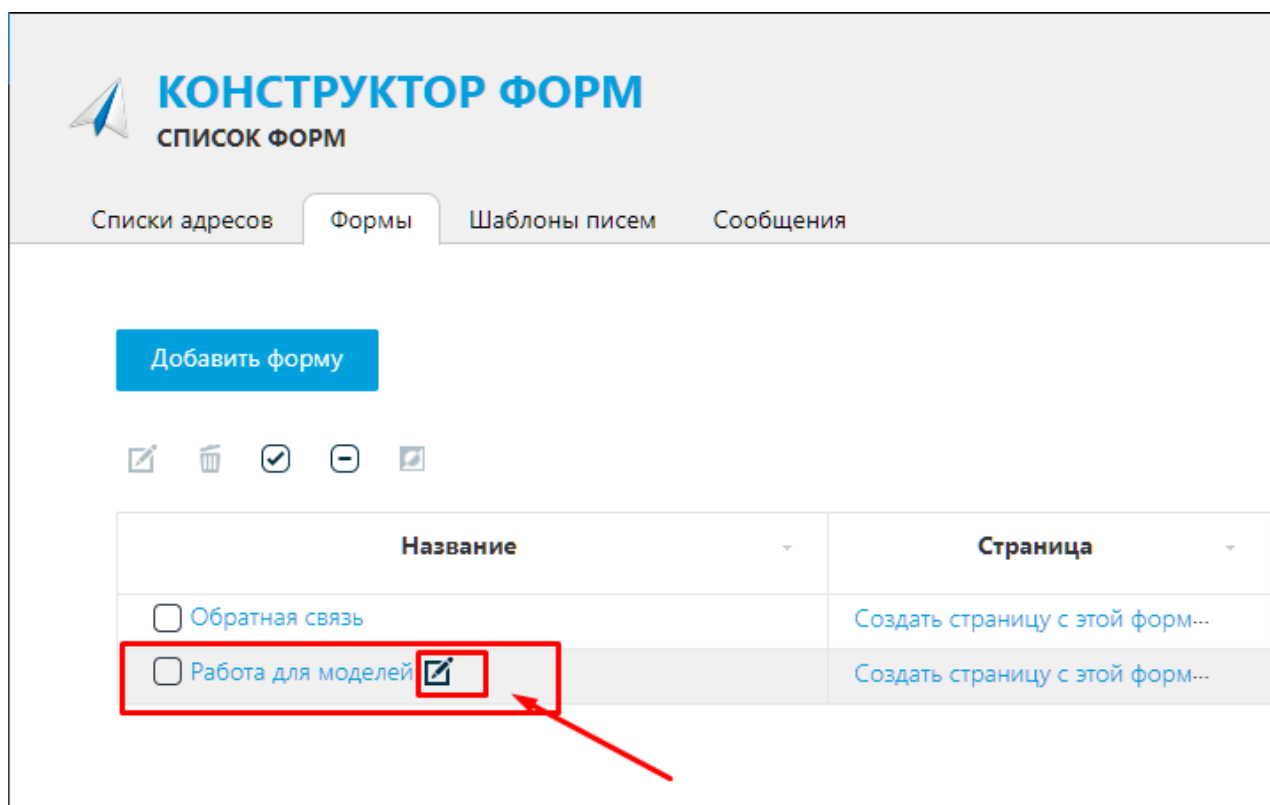 КОНСТРУКТОР ФОРМ
СПИСОК ФОРМ
Списки адресов Формы Шаблоны писем Сообщения
Добавить форму
Название Страница
Обратная связь Создать страницу с этой форм...
Работа для моделей Создать страницу с этой форм...